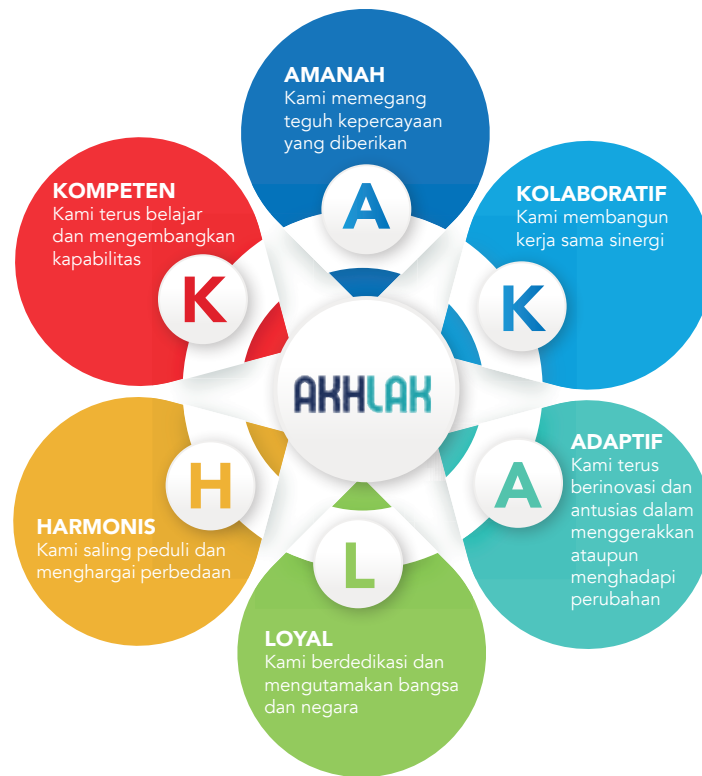 AMANAH
Kami memegang
teguh kepercayaan
yang diberikan
A
KOMPETEN
Kami terus belajar
dan mengembangkan
kapabilitas
K
HARMONIS
Kami saling peduli dan
menghargai perbedaan
H
LOYAL
Kami berdedikasi dan
mengutamakan bangsa
dan negara
L
ADAPTIF
Kami terus
berinovasi dan
antusias dalam
menggerakkan
ataupun
menghadapi
perubahan
A
KOLABORATIF
Kami membangun
kerja sama sinergi
K
AKHLAK